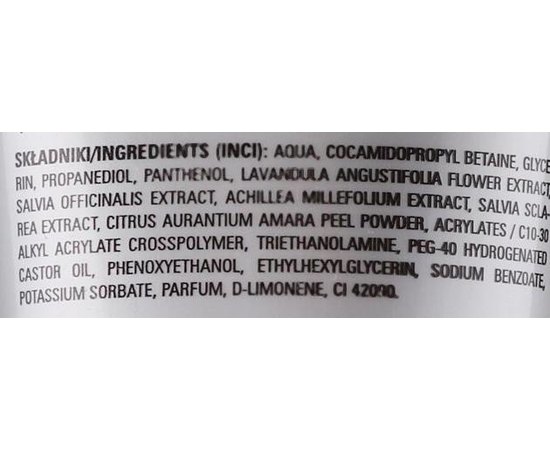 SKŁADNIKI/INGREDIENTS (INCI): AQUA, COCAMIDOPROPYL BETAINE, GLYCE
RIN, PROPANEDIOL, PANTHENOL, LAVANDULA ANGUSTIFOLIA FLOWER EXTRACT,
SALVIA OFFICINALIS EXTRACT, ACHILLEA MILLEFOLIUM EXTRACT, SALVIA SCLA-
REA EXTRACT, CITRUS AURANTIUM AMARA PEEL POWDER, ACRYLATES / C10-30
ALKYL ACRYLATE CROSSPOLYMER, TRIETHANOLAMINE, PEG-40 HYDROGENATED
CASTOR OIL, PHENOXYETHANOL, ETHYLHEXYLGLYCERIN, SODIUM BENZOATE,
POTASSIUM SORBATE, PARFUM, D-LIMONENE, CI 42090.